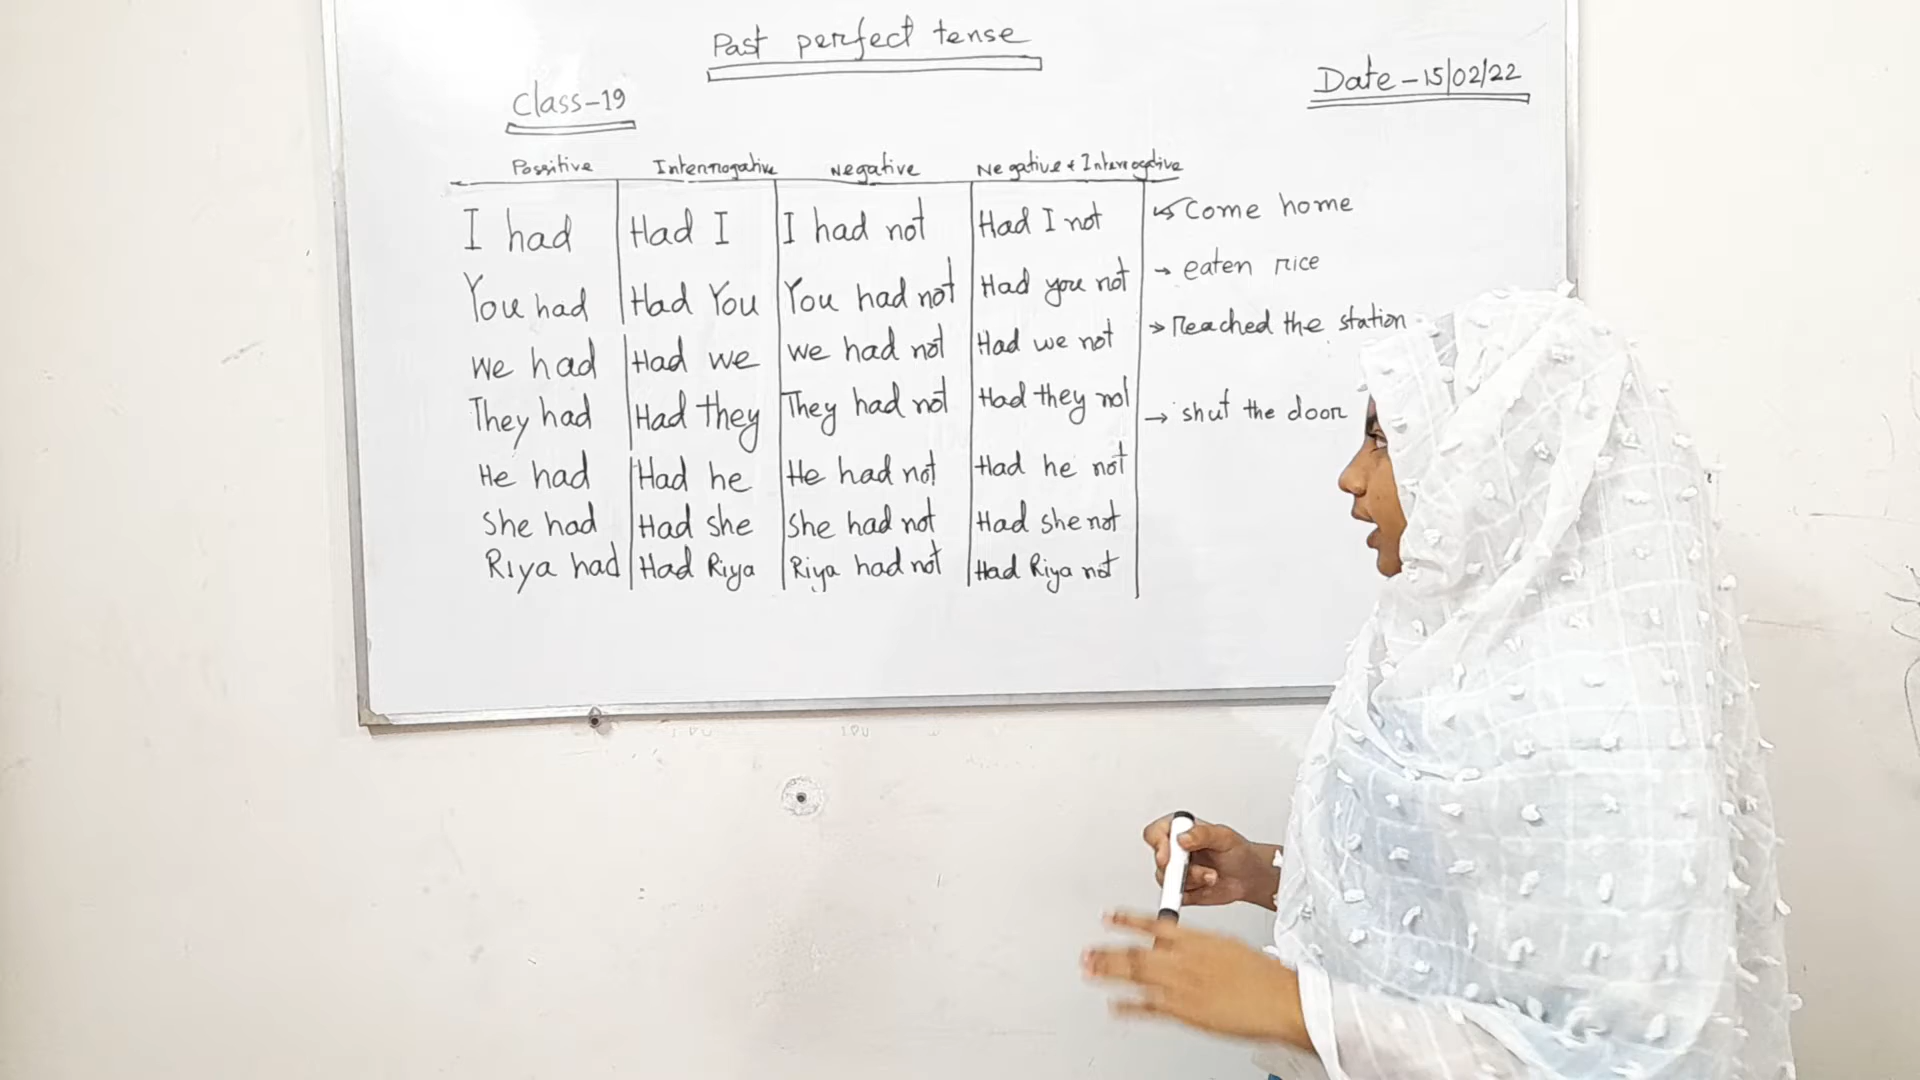 Past perfect tense
Class-19
Date-15/02/22
Possitive Interrogative Negative Negative + Interrogative
I had Had I I had not Had I not
You had Had You You had not Had you not
we had Had we we had not Had we not
They had Had they They had not Had they not
He had Had he He had not Had he not
She had Had she She had not Had she not
Riya had Had Riya Riya had not Had Riya not
Come home
→ eaten rice
→ Reached the station
→ shut the door